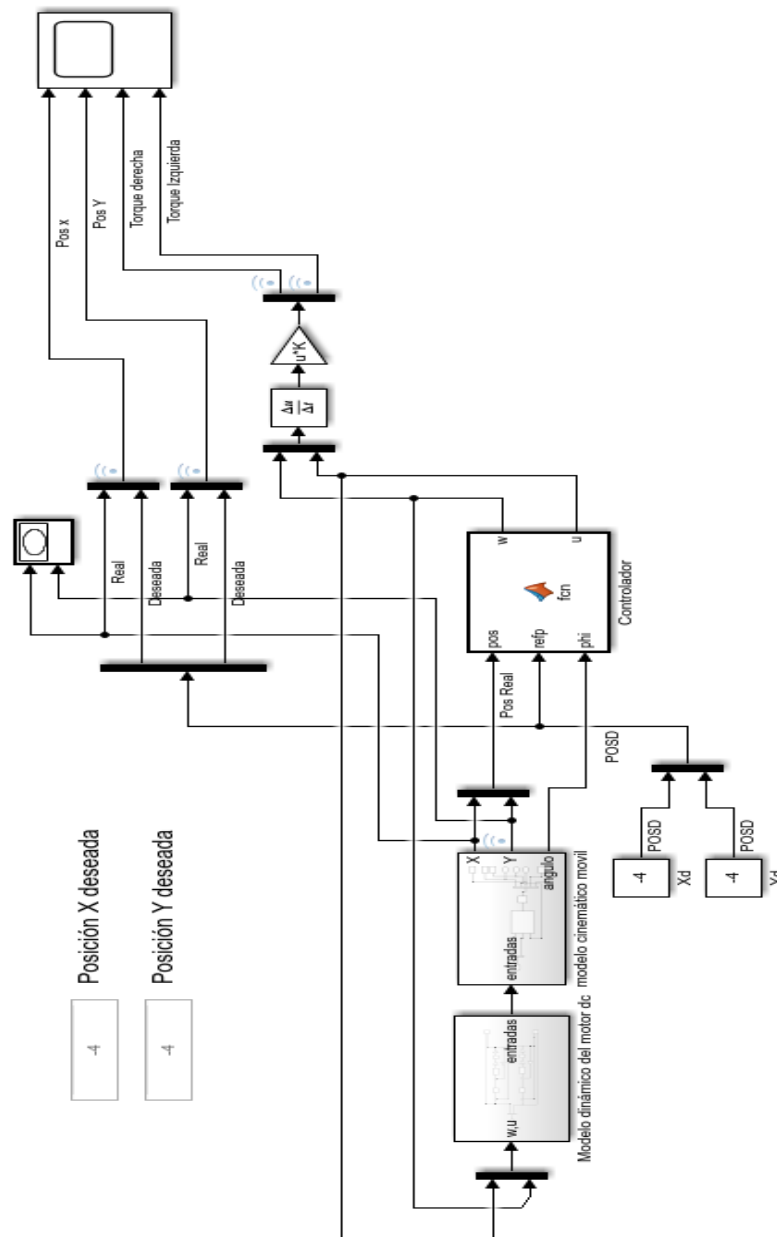 Posición X deseada
-4
Posición Y deseada
-4
Pos x
Pos Y
Torque derecha
Torque Izquierda
Real
Deseada
Real
Deseada
Δu
Δt
u*K
w,u
entradas
Modelo dinámico del motor dc
entradas
X
Y
angulo
modelo cinemático movil
Pos Real
POSD
pos
refp
phi
fcn
w
u
Controlador
-4
Xd
POSD
-4
Yd
POSD